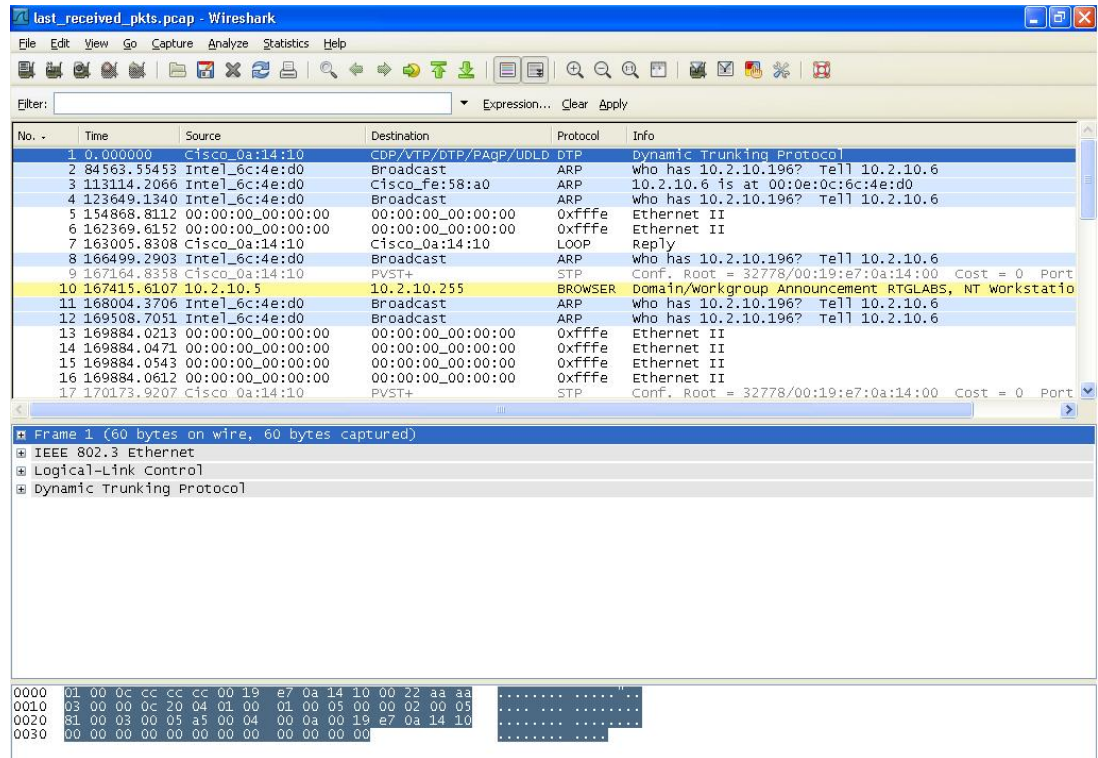 last_received_pkts.pcap - Wireshark
File Edit View Go Capture Analyze Statistics Help
Filter: Expression... Clear Apply
No. . Time Source Destination Protocol Info
1 0.000000 Cisco_0a:14:10 CDP/VTP/DTP/PAgP/UDLD DTP Dynamic Trunking Protocol
2 84563.55453 Intel_6c:4e:d0 Broadcast ARP who has 10.2.10.196? Tell 10.2.10.6
3 113114.2066 Intel_6c:4e:d0 Cisco_fe:58:a0 ARP 10.2.10.6 is at 00:0e:0c:6c:4e:d0
4 123649.1340 Intel_6c:4e:d0 Broadcast ARP who has 10.2.10.196? Tell 10.2.10.6
5 154868.8112 00:00:00_00:00:00 00:00:00_00:00:00 0xfffe Ethernet II
6 162369.6152 00:00:00_00:00:00 00:00:00_00:00:00 0xfffe Ethernet II
7 163005.8308 Cisco_0a:14:10 Cisco_0a:14:10 LOOP Reply
8 166499.2903 Intel_6c:4e:d0 Broadcast ARP who has 10.2.10.196? Tell 10.2.10.6
9 167164.8358 Cisco_0a:14:10 PVST+ STP Conf. Root = 32778/00:19:e7:0a:14:00 Cost = 0 Port
10 167415.6107 10.2.10.5 10.2.10.255 BROWSER Domain/Workgroup Announcement RTGLABS, NT Workstatio
11 168004.3706 Intel_6c:4e:d0 Broadcast ARP who has 10.2.10.196? Tell 10.2.10.6
12 169508.7051 Intel_6c:4e:d0 Broadcast ARP who has 10.2.10.196? Tell 10.2.10.6
13 169884.0213 00:00:00_00:00:00 00:00:00_00:00:00 0xfffe Ethernet II
14 169884.0471 00:00:00_00:00:00 00:00:00_00:00:00 0xfffe Ethernet II
15 169884.0543 00:00:00_00:00:00 00:00:00_00:00:00 0xfffe Ethernet II
16 169884.0612 00:00:00_00:00:00 00:00:00_00:00:00 0xfffe Ethernet II
17 170173.9207 Cisco_0a:14:10 PVST+ STP Conf. Root = 32778/00:19:e7:0a:14:00 Cost = 0 Port
Frame 1 (60 bytes on wire, 60 bytes captured)
IEEE 802.3 Ethernet
Logical-Link Control
Dynamic Trunking Protocol
0000 01 00 0c cc cc cc 00 19 e7 0a 14 10 00 22 aa aa ........ ....."..
0010 03 00 00 0c 20 04 01 00 01 00 05 00 00 02 00 05 .... ... ........
0020 81 00 03 00 05 a5 00 04 00 0a 00 19 e7 0a 14 10 ........ ........
0030 00 00 00 00 00 00 00 00 00 00 00 00 ........ ....